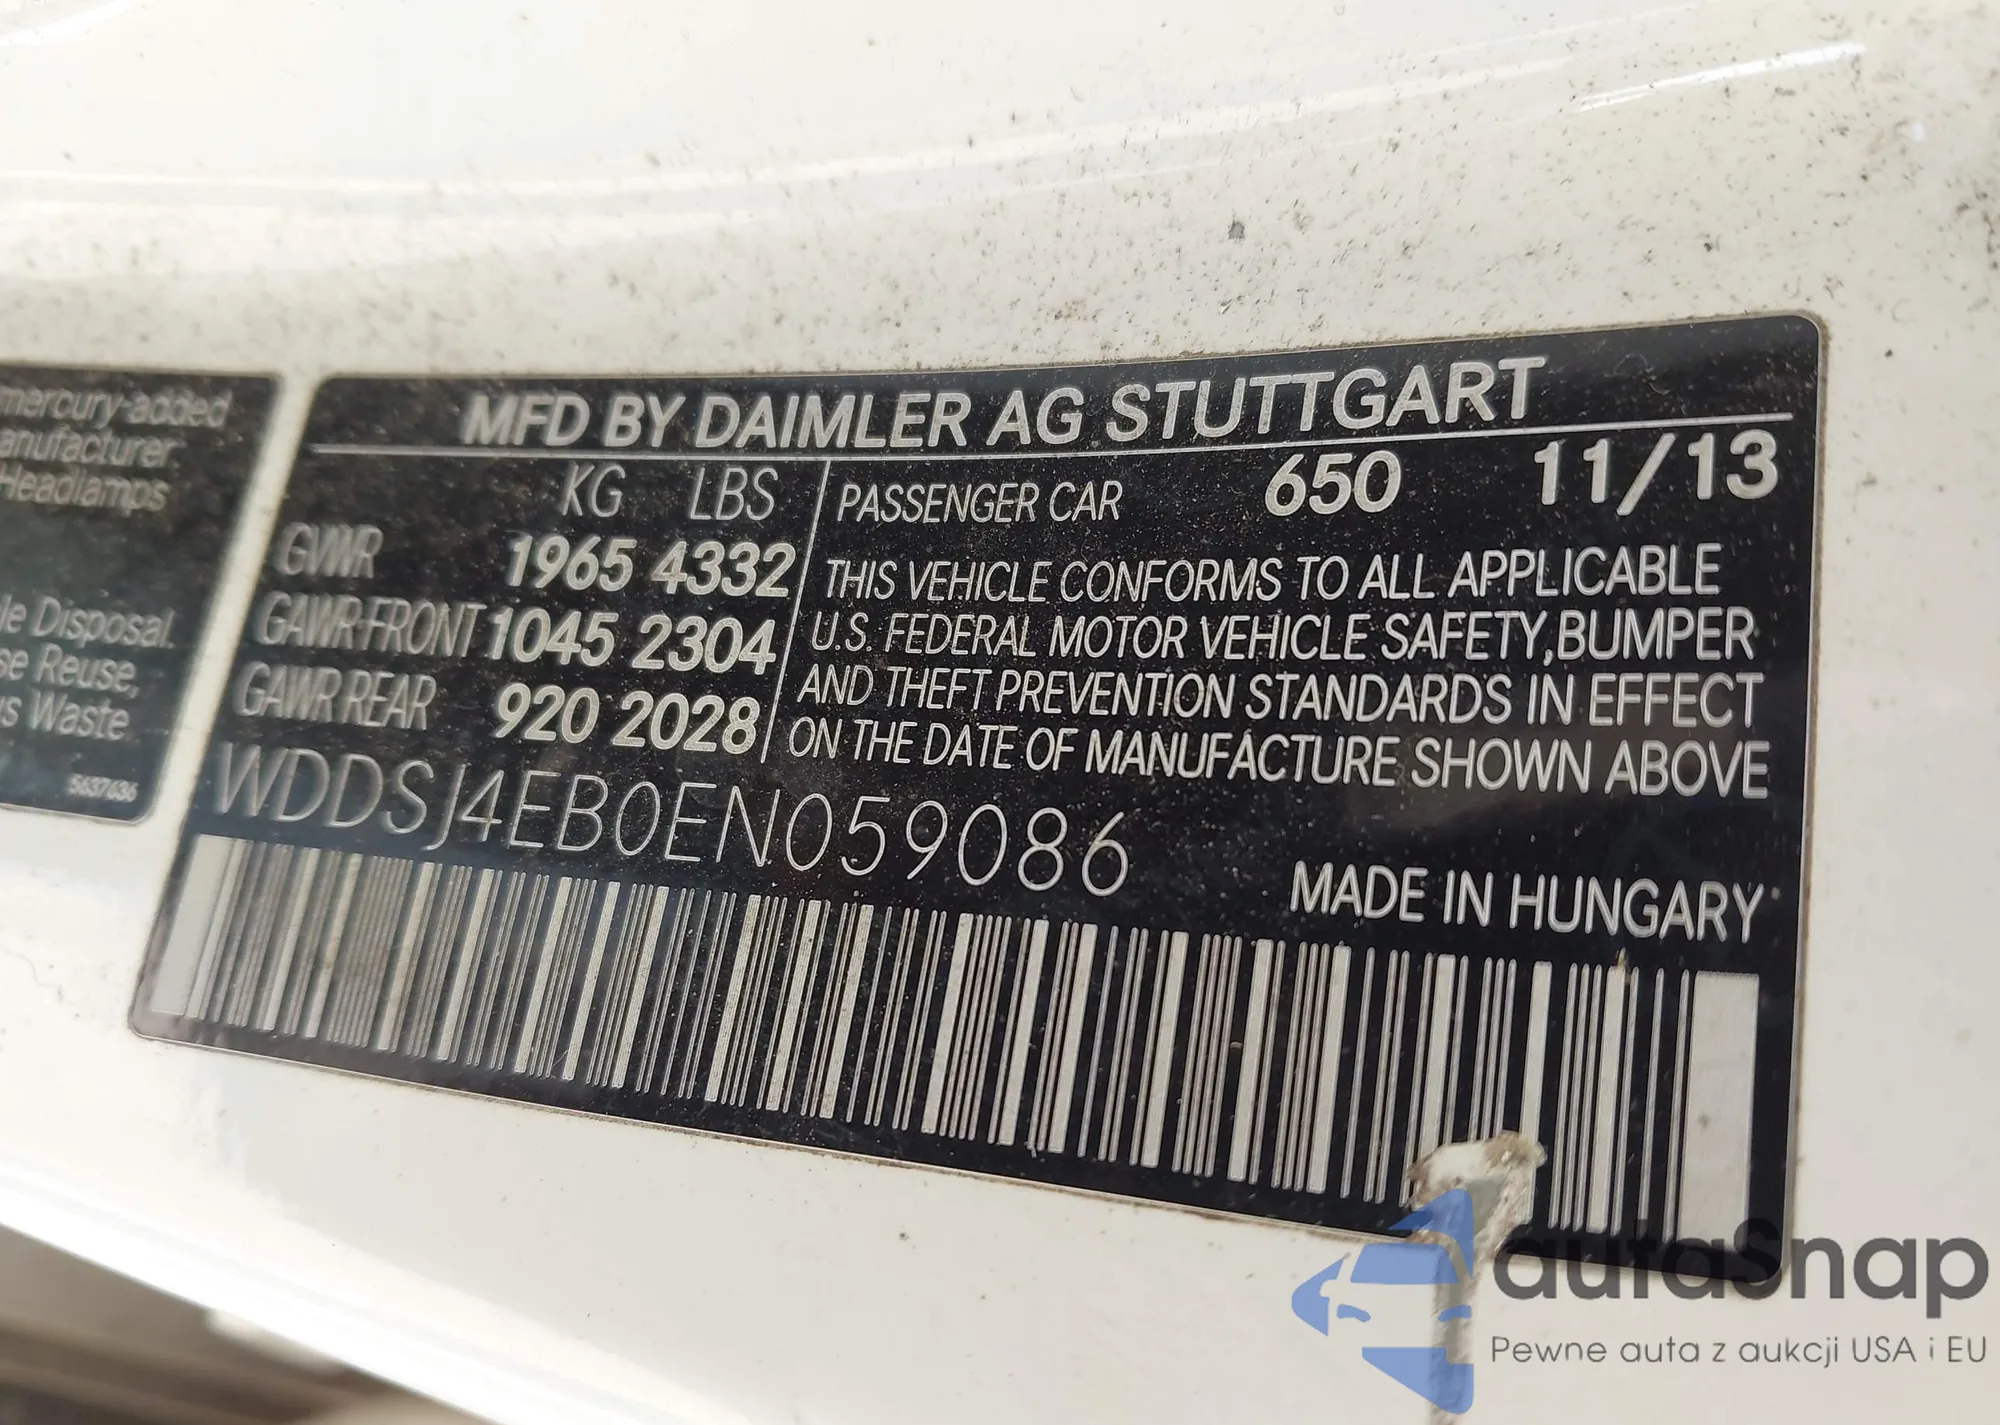 mercury-added
anufacturer
Headlamps
le Disposal.
se Reuse,
us Waste
5637636
MFD BY DAIMLER AG STUTTGART
KG LBS
GVWR 1965 4332
GAWR FRONT 1045 2304
GAWR REAR 920 2028
PASSENGER CAR 650 11/13
THIS VEHICLE CONFORMS TO ALL APPLICABLE
U.S. FEDERAL MOTOR VEHICLE SAFETY, BUMPER
AND THEFT PREVENTION STANDARDS IN EFFECT
ON THE DATE OF MANUFACTURE SHOWN ABOVE
WDDSJ4EB0EN059086
MADE IN HUNGARY
autaSnap
Pewne auta z aukcji USA i EU